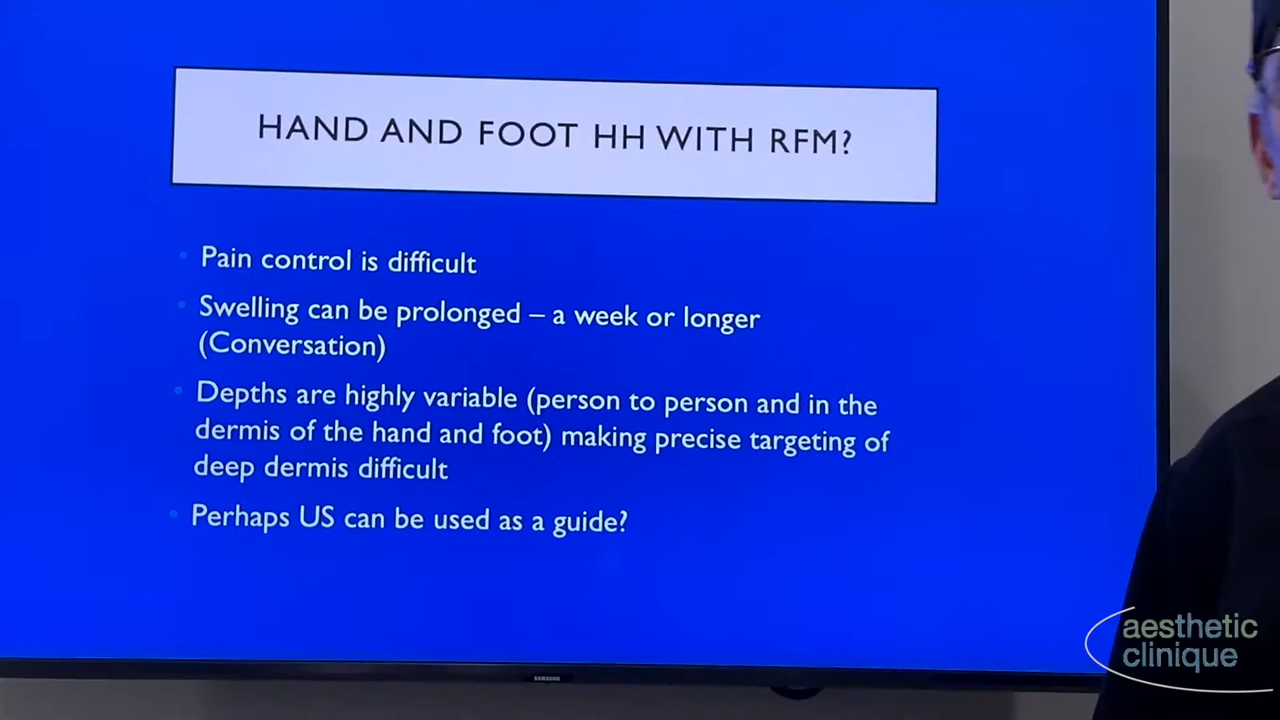 HAND AND FOOT HH WITH RFM?
Pain control is difficult
Swelling can be prolonged – a week or longer
(Conversation)
Depths are highly variable (person to person and in the
dermis of the hand and foot) making precise targeting of
deep dermis difficult
Perhaps US can be used as a guide?
SAMSUNG
aesthetic
clinique